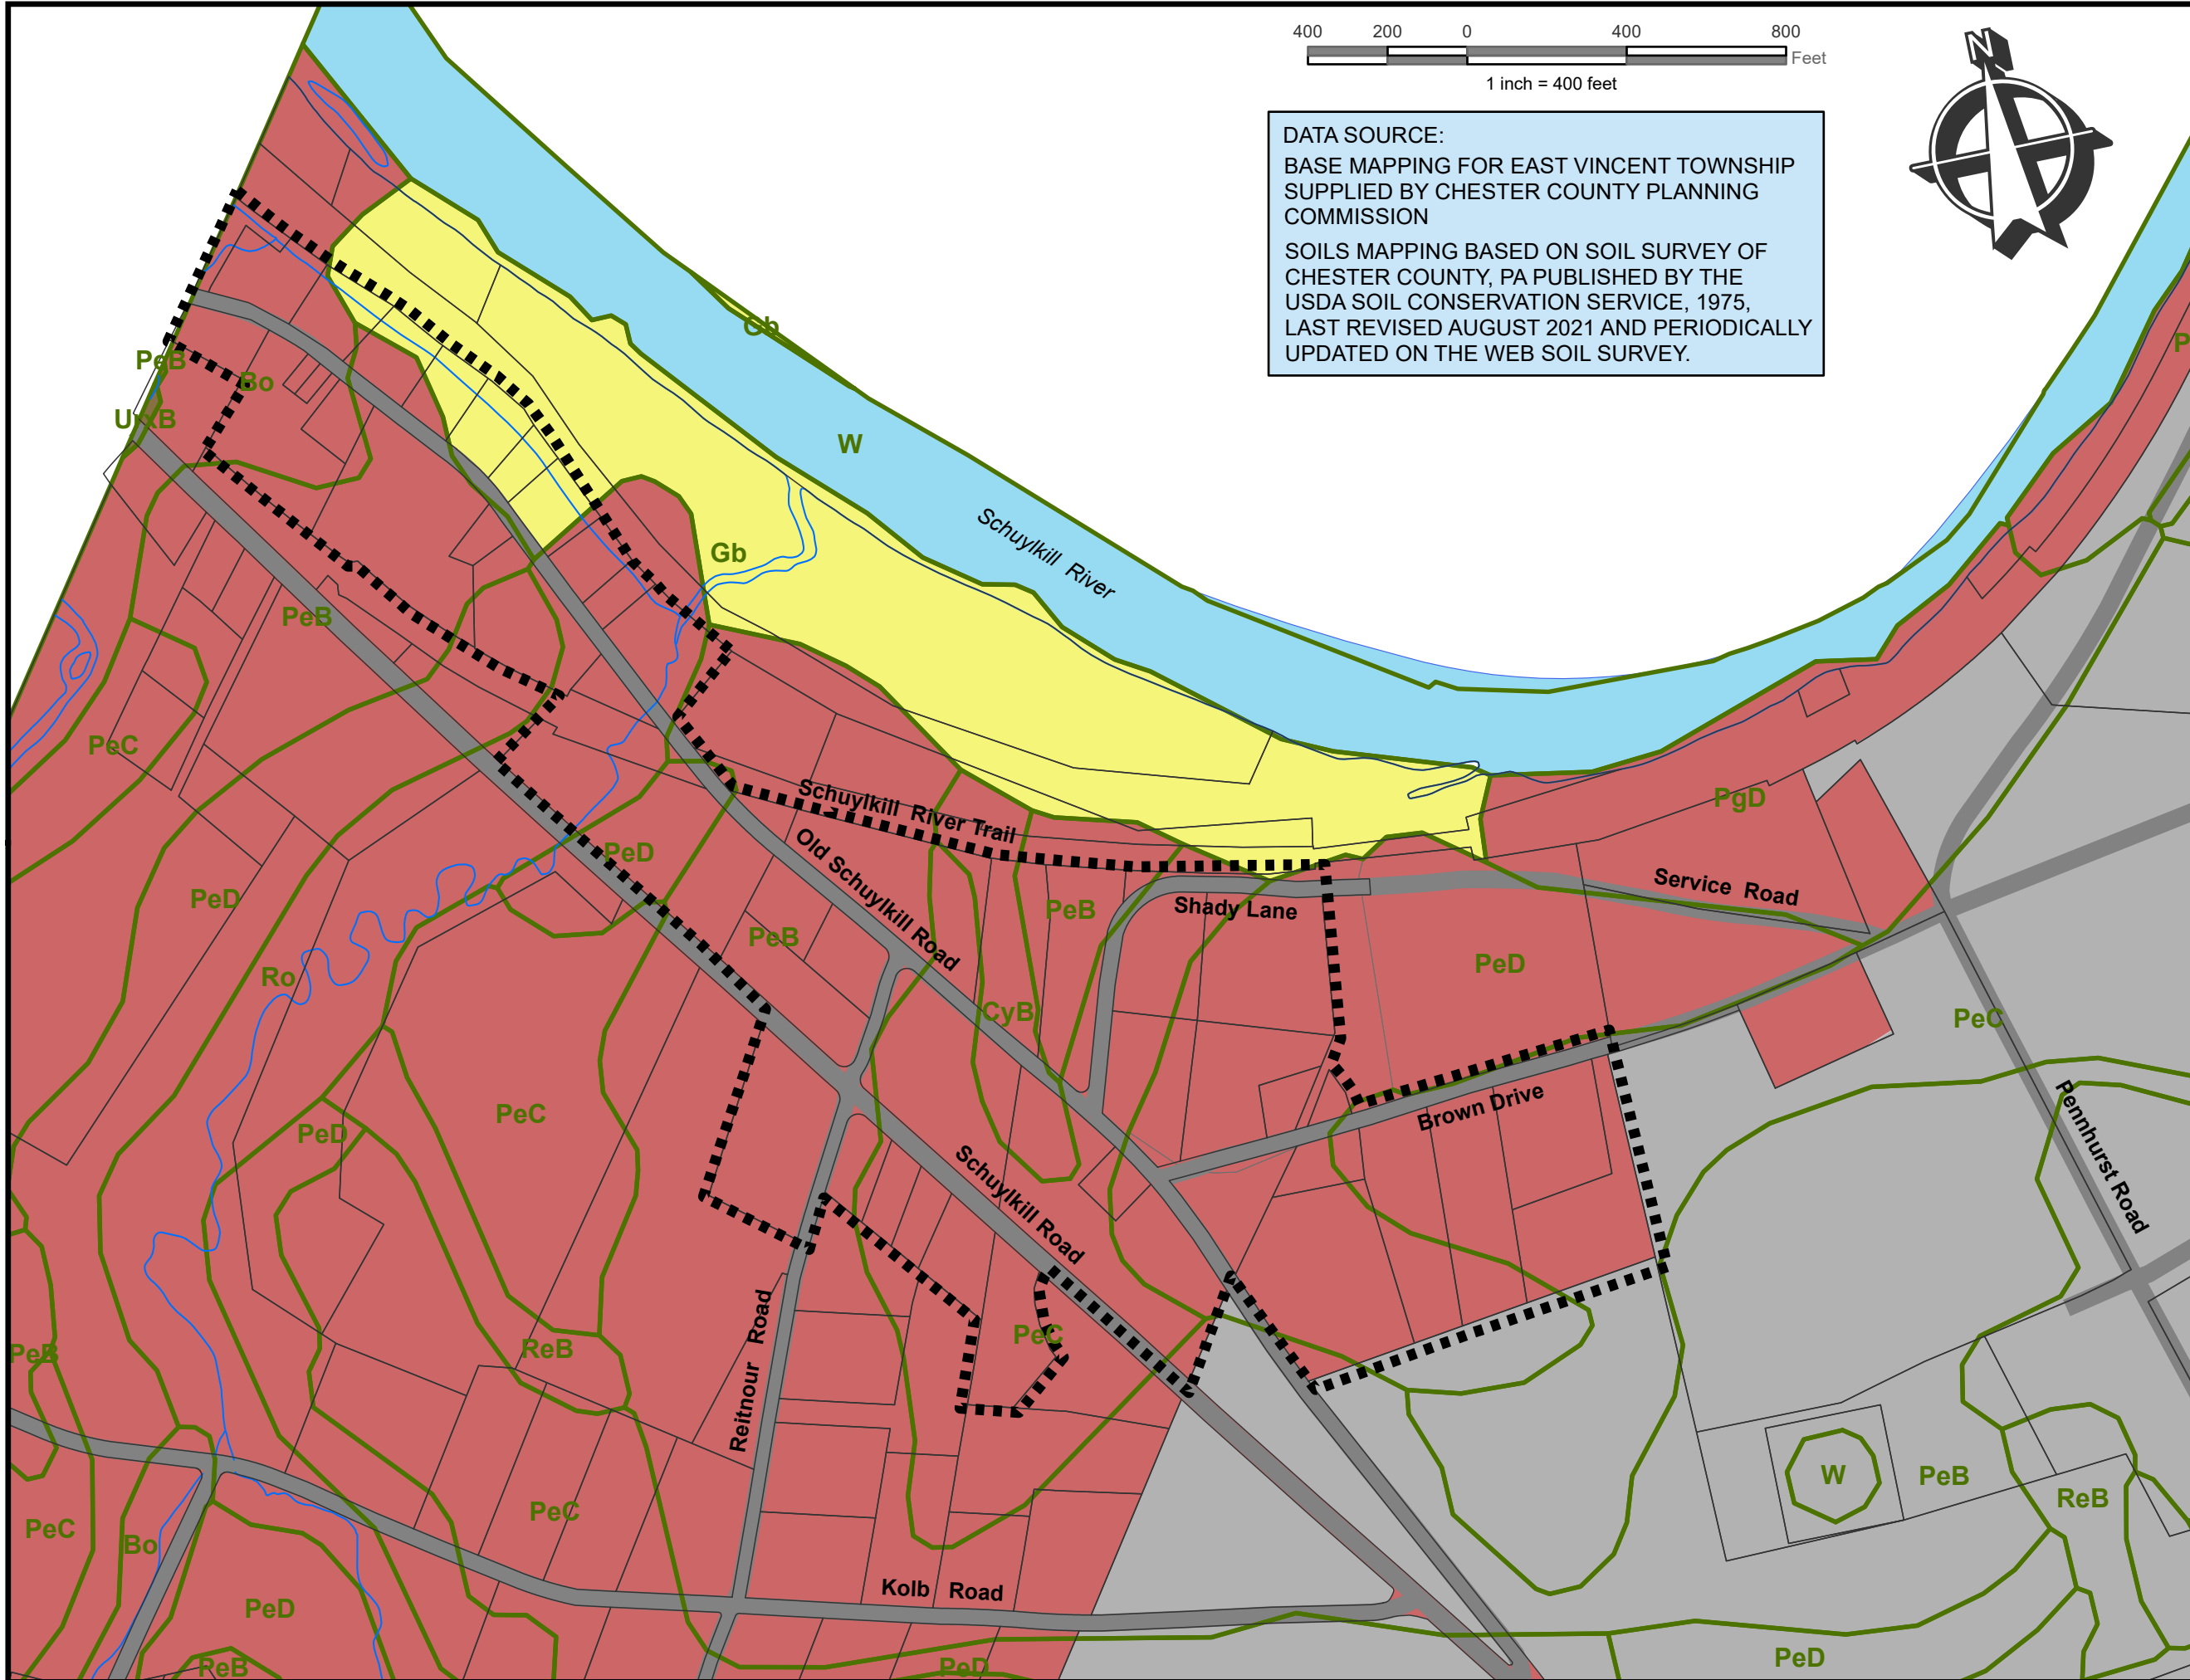 400 200 0 400 800
Feet
1 inch = 400 feet
N
DATA SOURCE:
BASE MAPPING FOR EAST VINCENT TOWNSHIP
SUPPLIED BY CHESTER COUNTY PLANNING
COMMISSION
SOILS MAPPING BASED ON SOIL SURVEY OF
CHESTER COUNTY, PA PUBLISHED BY THE
USDA SOIL CONSERVATION SERVICE, 1975,
LAST REVISED AUGUST 2021 AND PERIODICALLY
UPDATED ON THE WEB SOIL SURVEY.
Gb
PeB
Bo
W
Schuylkill River
Gb
PeB
PeC
PgD
Schuylkill River Trail
PeD
Old Schuylkill Road
Service Road
PeD
PeB
PeB
Shady Lane
PeD
Ro
CyB
PeC
Brown Drive
PeC
PeD
Pennhurst Road
Schuylkill Road
PeC
Reitnour Road
ReB
PeB
W
PeB
ReB
PeC
PeC
Bo
Kolb Road
PeD
PeD
ReB
PeD